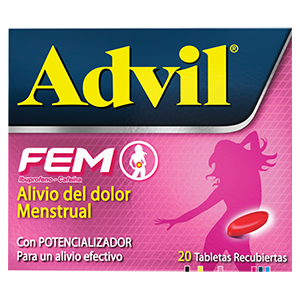 Advil®
FEM
Ibuprofeno - Cafeína
Alivio del dolor
Menstrual
Con POTENCIALIZADOR
Para un alivio efectivo
20 Tabletas Recubiertas